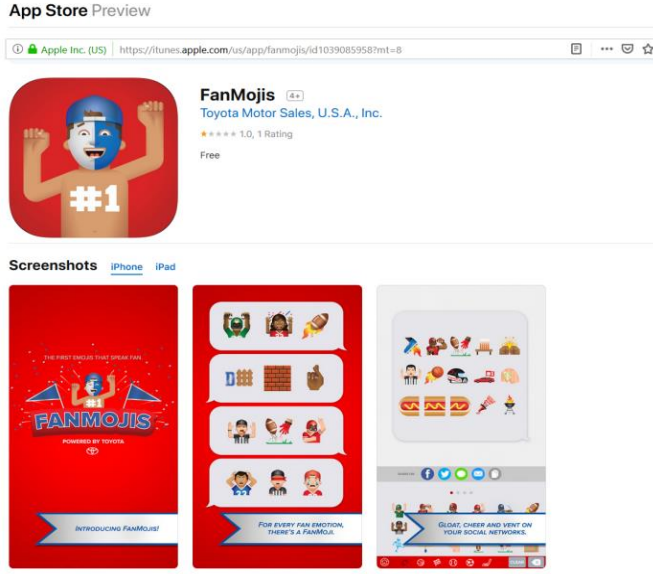 App Store Preview
Apple Inc. (US) https://itunes.apple.com/us/app/fanmojis/id1039085958?mt=8
FanMojis 4+
Toyota Motor Sales, U.S.A., Inc.
1.0, 1 Rating
Free
#1
Screenshots iPhone iPad
THE FIRST EMOJIS THAT SPEAK FAN.
#1
FANMOJIS
POWERED BY TOYOTA
INTRODUCING FANMOJIS!
D
FOR EVERY FAN EMOTION,
THERE'S A FANMOJI.
GLOAT, CHEER AND VENT ON
YOUR SOCIAL NETWORKS.